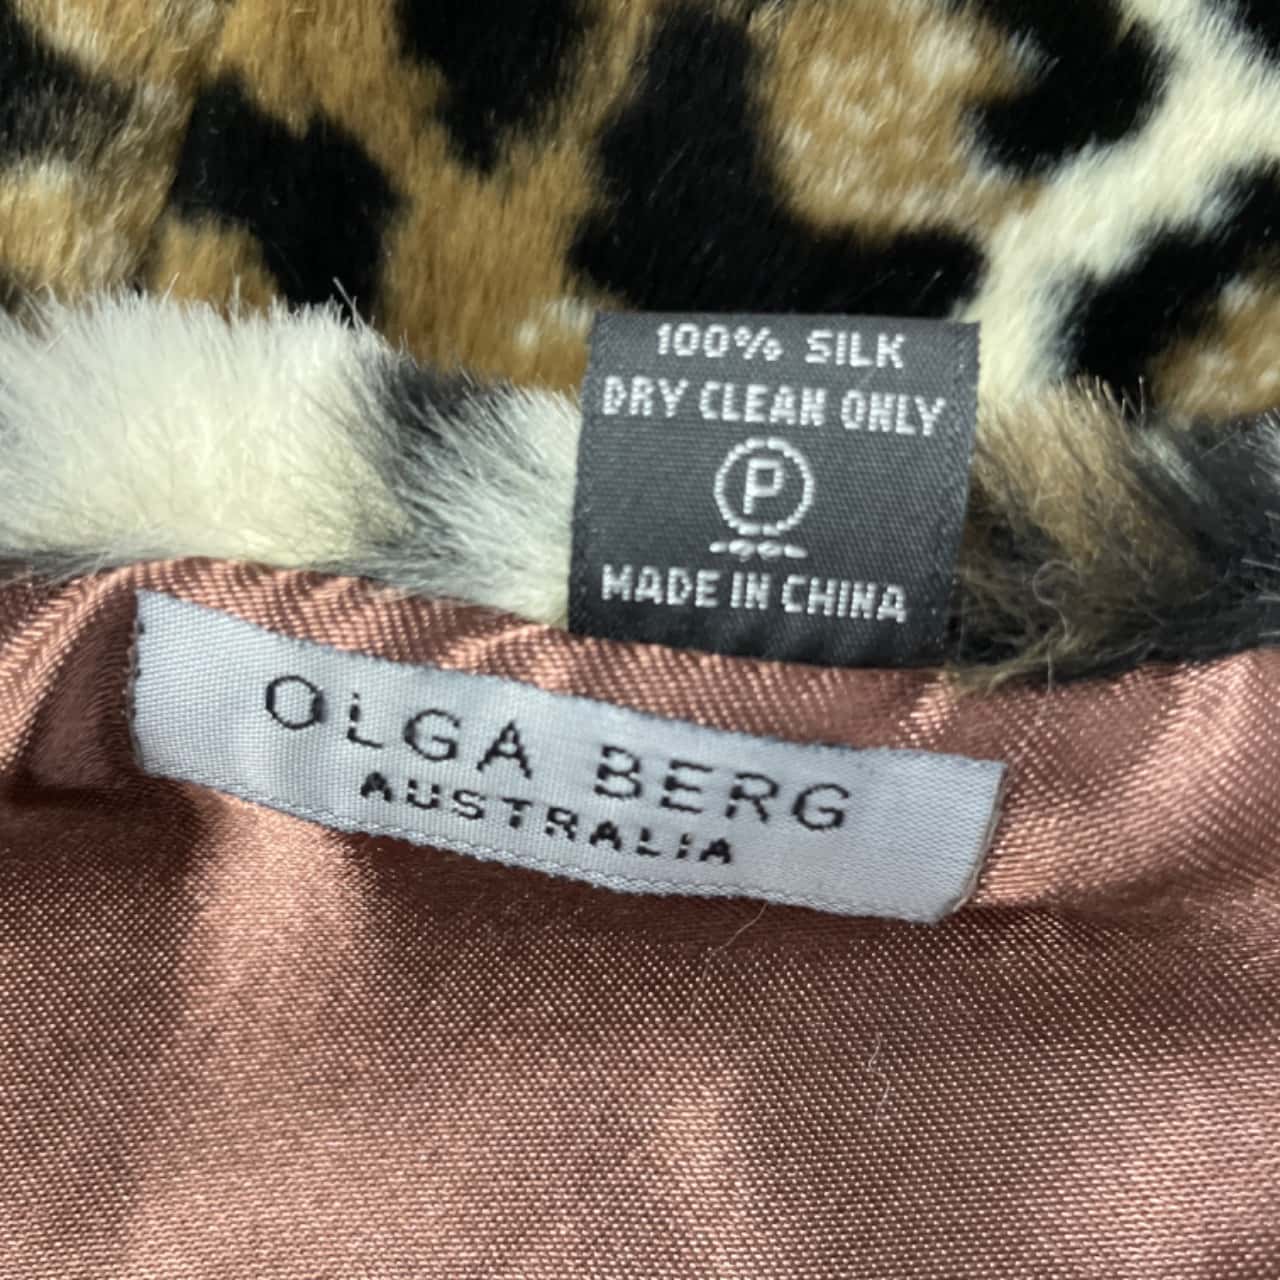 100% SILK
DRY CLEAN ONLY
P
MADE IN CHINA
OLGA BERG
AUSTRALIA